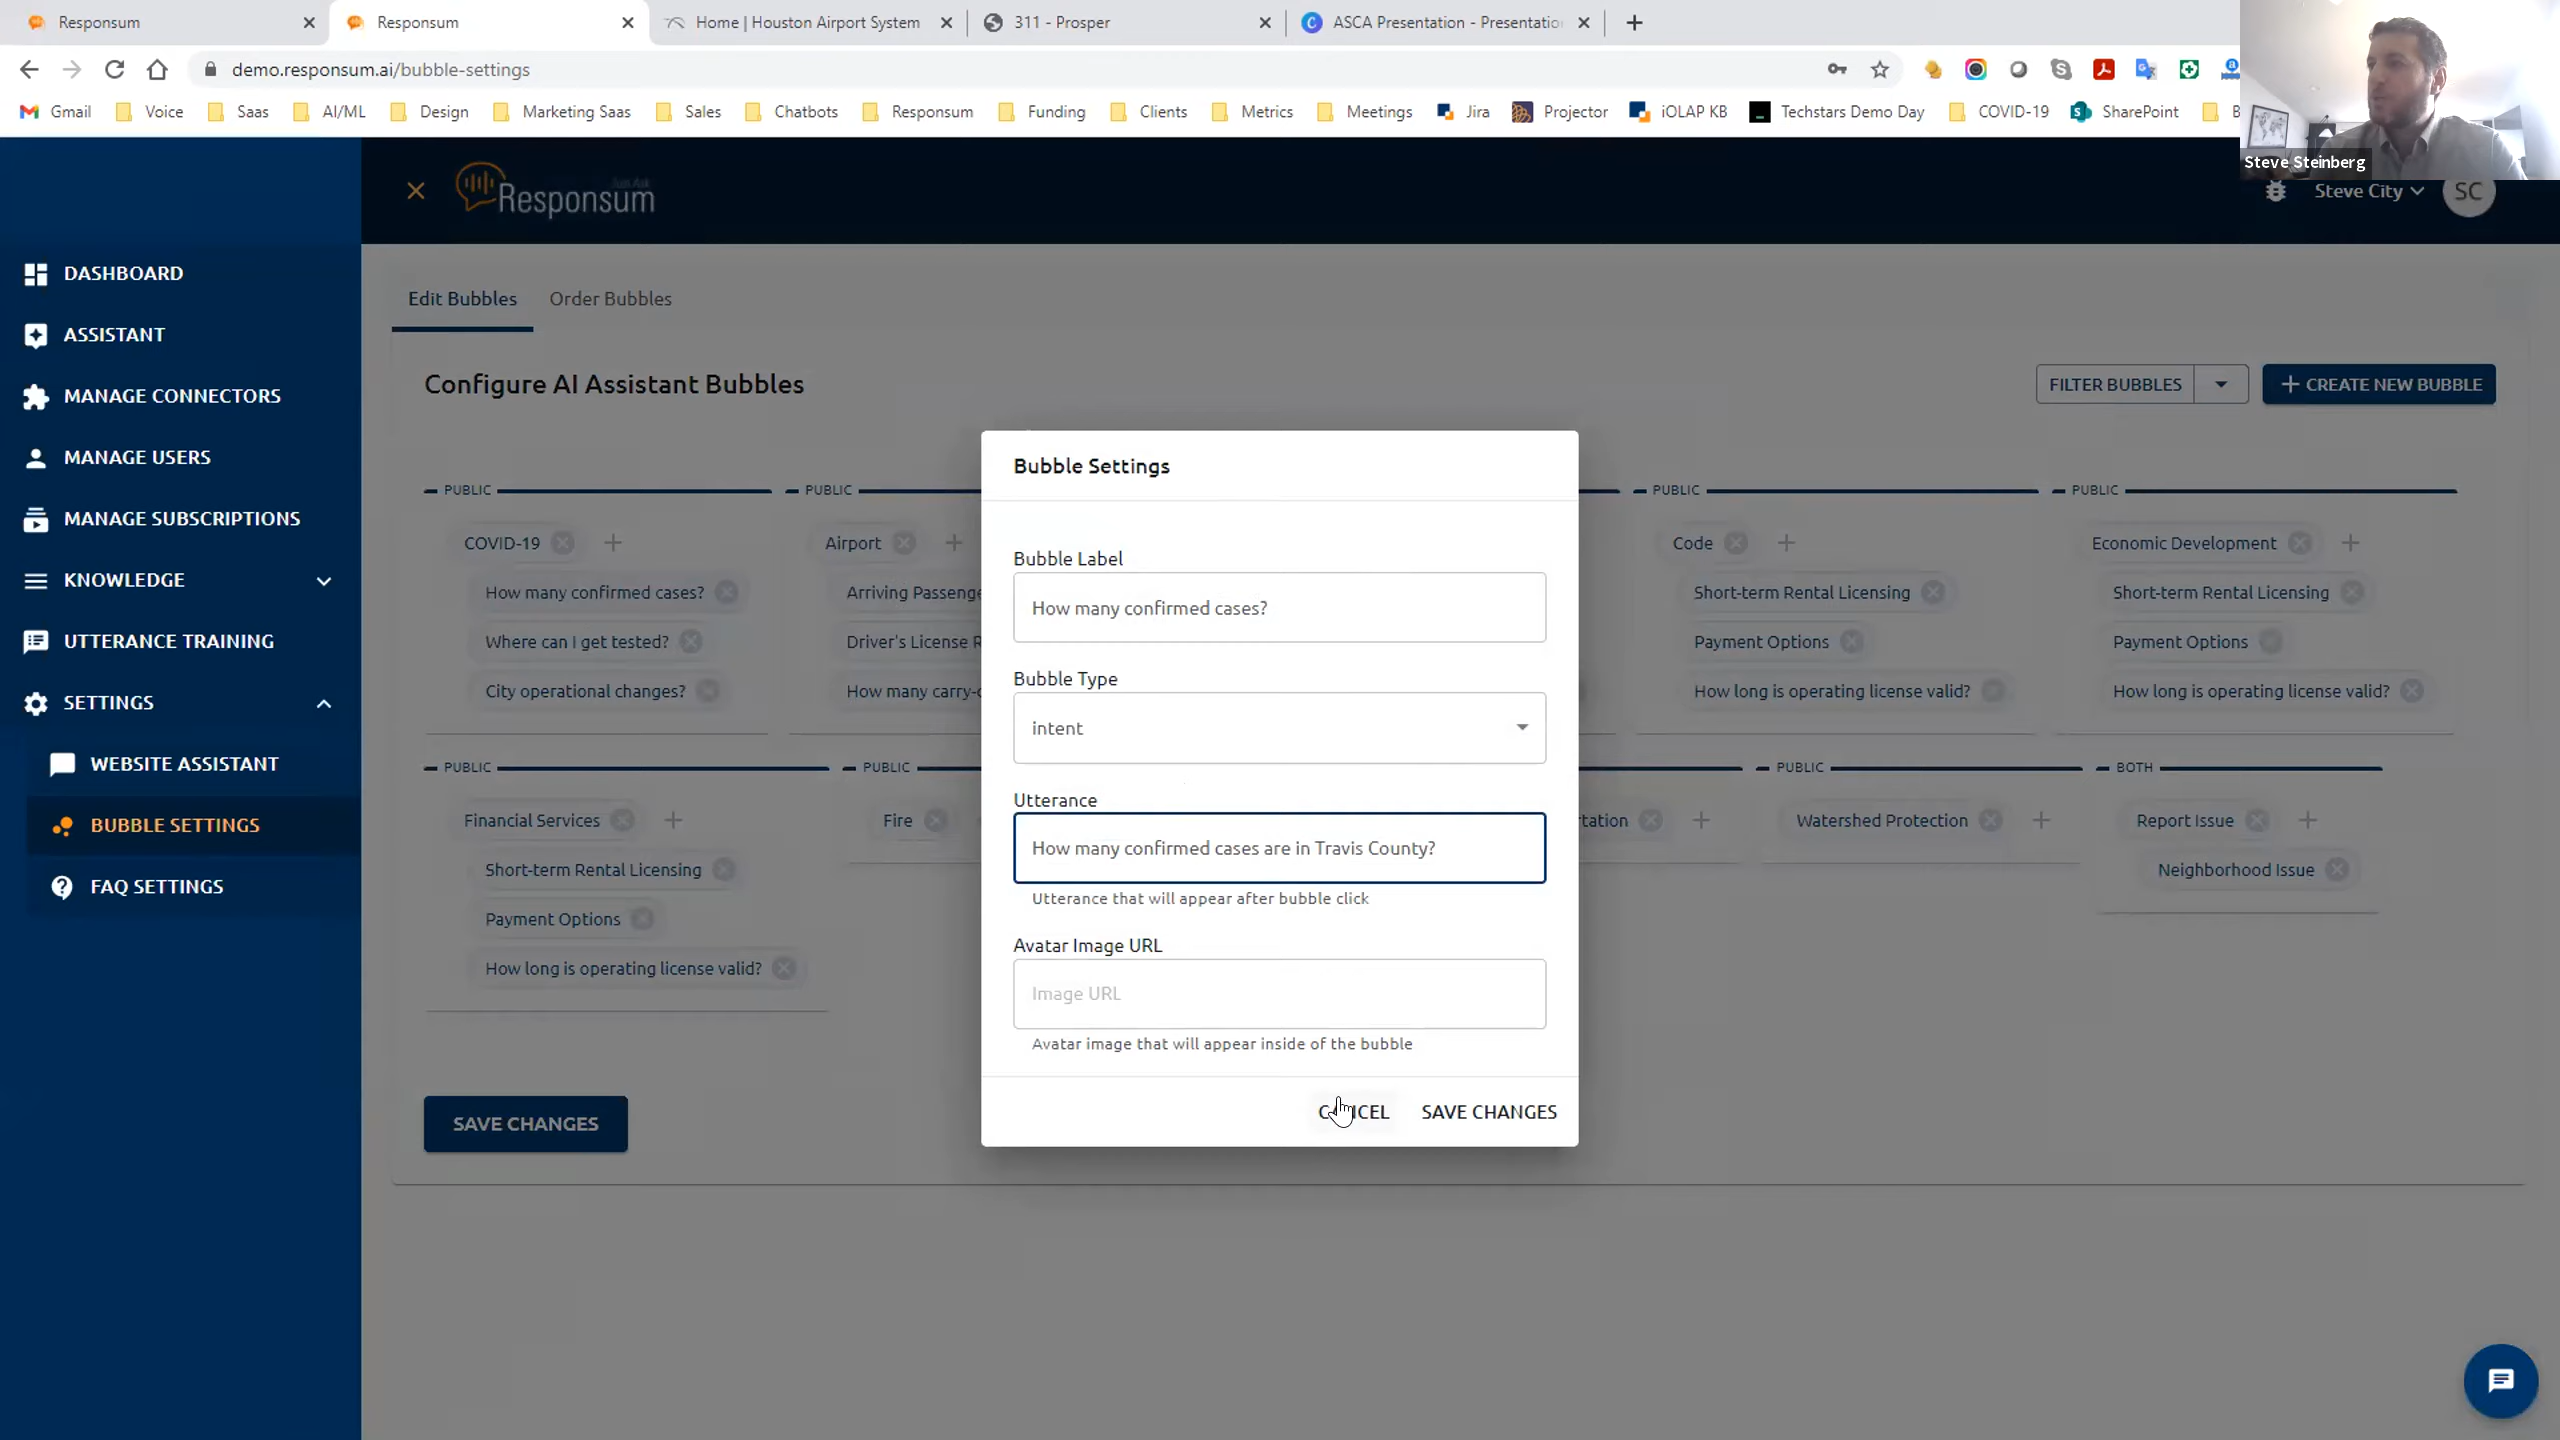 Responsum
Responsum
Home | Houston Airport System
311 - Prosper
ASCA Presentation - Presentatio
demo.responsum.ai/bubble-settings
Gmail
Voice
Saas
AI/ML
Design
Marketing Saas
Sales
Chatbots
Responsum
Funding
Clients
Metrics
Meetings
Jira
Projector
iOLAP KB
Techstars Demo Day
COVID-19
SharePoint
B
Steve Steinberg
Just Ask
Responsum
Steve City
SC
DASHBOARD
ASSISTANT
MANAGE CONNECTORS
MANAGE USERS
MANAGE SUBSCRIPTIONS
KNOWLEDGE
UTTERANCE TRAINING
SETTINGS
WEBSITE ASSISTANT
BUBBLE SETTINGS
FAQ SETTINGS
Edit Bubbles
Order Bubbles
Configure AI Assistant Bubbles
FILTER BUBBLES
CREATE NEW BUBBLE
PUBLIC
COVID-19
How many confirmed cases?
Where can I get tested?
City operational changes?
PUBLIC
Airport
Arriving Passenge
Driver's License R
How many carry-o
PUBLIC
Code
Short-term Rental Licensing
Payment Options
How long is operating license valid?
PUBLIC
Economic Development
Short-term Rental Licensing
Payment Options
How long is operating license valid?
PUBLIC
Financial Services
Short-term Rental Licensing
Payment Options
How long is operating license valid?
PUBLIC
Fire
tation
PUBLIC
Watershed Protection
BOTH
Report Issue
Neighborhood Issue
SAVE CHANGES
Bubble Settings
Bubble Label
How many confirmed cases?
Bubble Type
intent
Utterance
How many confirmed cases are in Travis County?
Utterance that will appear after bubble click
Avatar Image URL
Image URL
Avatar image that will appear inside of the bubble
CANCEL
SAVE CHANGES